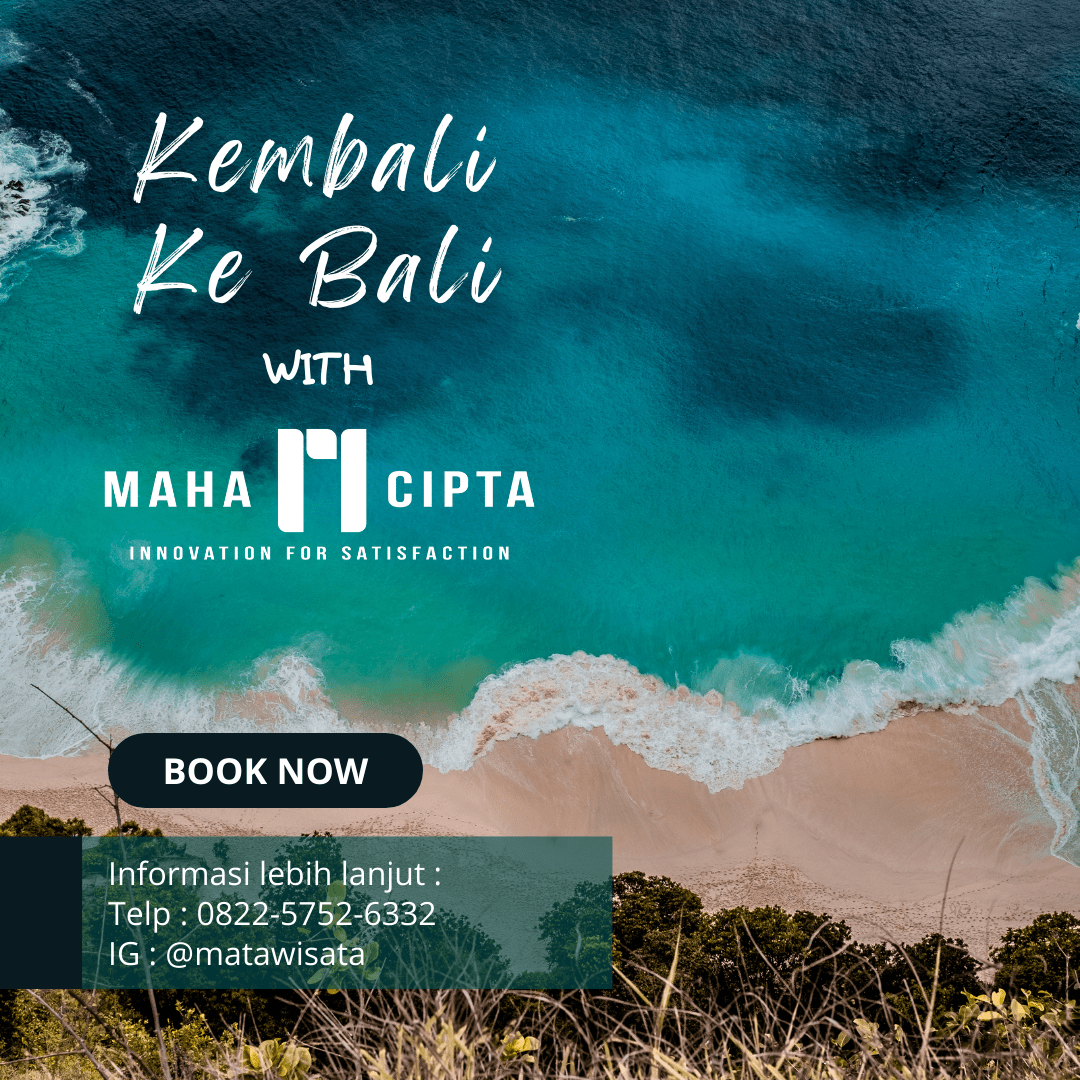 Kembali
Ke Bali
WITH
MAHA CIPTA
INNOVATION FOR SATISFACTION
BOOK NOW
Informasi lebih lanjut :
Telp : 0822-5752-6332
IG : @matawisata